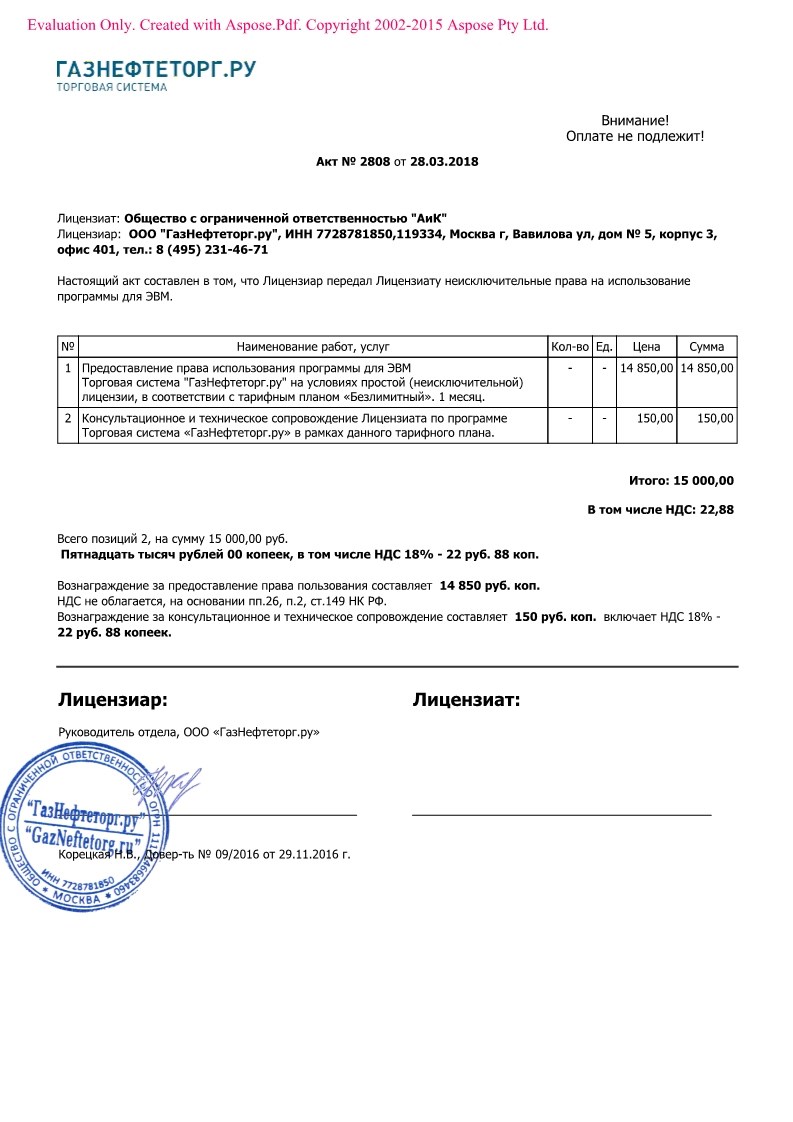 Evaluation Only. Created with Aspose.Pdf. Copyright 2002-2015 Aspose Pty Ltd.
ГАЗНЕФТЕТОРГ.РУ
ТОРГОВАЯ СИСТЕМА
Внимание!
Оплате не подлежит!
Акт № 2808 от 28.03.2018
Лицензиат: Общество с ограниченной ответственностью "АиК"
Лицензиар: ООО "ГазНефтеторг.ру", ИНН 7728781850,119334, Москва г, Вавилова ул, дом № 5, корпус 3,
офис 401, тел.: 8 (495) 231-46-71
Настоящий акт составлен в том, что Лицензиар передал Лицензиату неисключительные права на использование
программы для ЭВМ.
№ Наименование работ, услуг Кол-во Ед. Цена Сумма
1 Предоставление права использования программы для ЭВМ - - 14 850,00 14 850,00
Торговая система "ГазНефтеторг.ру" на условиях простой (неисключительной)
лицензии, в соответствии с тарифным планом «Безлимитный». 1 месяц.
2 Консультационное и техническое сопровождение Лицензиата по программе - - 150,00 150,00
Торговая система «ГазНефтеторг.ру» в рамках данного тарифного плана.
Итого: 15 000,00
В том числе НДС: 22,88
Всего позиций 2, на сумму 15 000,00 руб.
Пятнадцать тысяч рублей 00 копеек, в том числе НДС 18% - 22 руб. 88 коп.
Вознаграждение за предоставление права пользования составляет 14 850 руб. коп.
НДС не облагается, на основании пп.26, п.2, ст.149 НК РФ.
Вознаграждение за консультационное и техническое сопровождение составляет 150 руб. коп. включает НДС 18% -
22 руб. 88 копеек.
Лицензиар: Лицензиат:
Руководитель отдела, ООО «ГазНефтеторг.ру»
ОБЩЕСТВО С ОГРАНИЧЕННОЙ ОТВЕТСТВЕННОСТЬЮ
"ГазНефтеторг.ру"
"GazNeftetorg.ru"
ИНН 7728781850
* МОСКВА *
Корецкая Н.В., Довер-ть № 09/2016 от 29.11.2016 г.